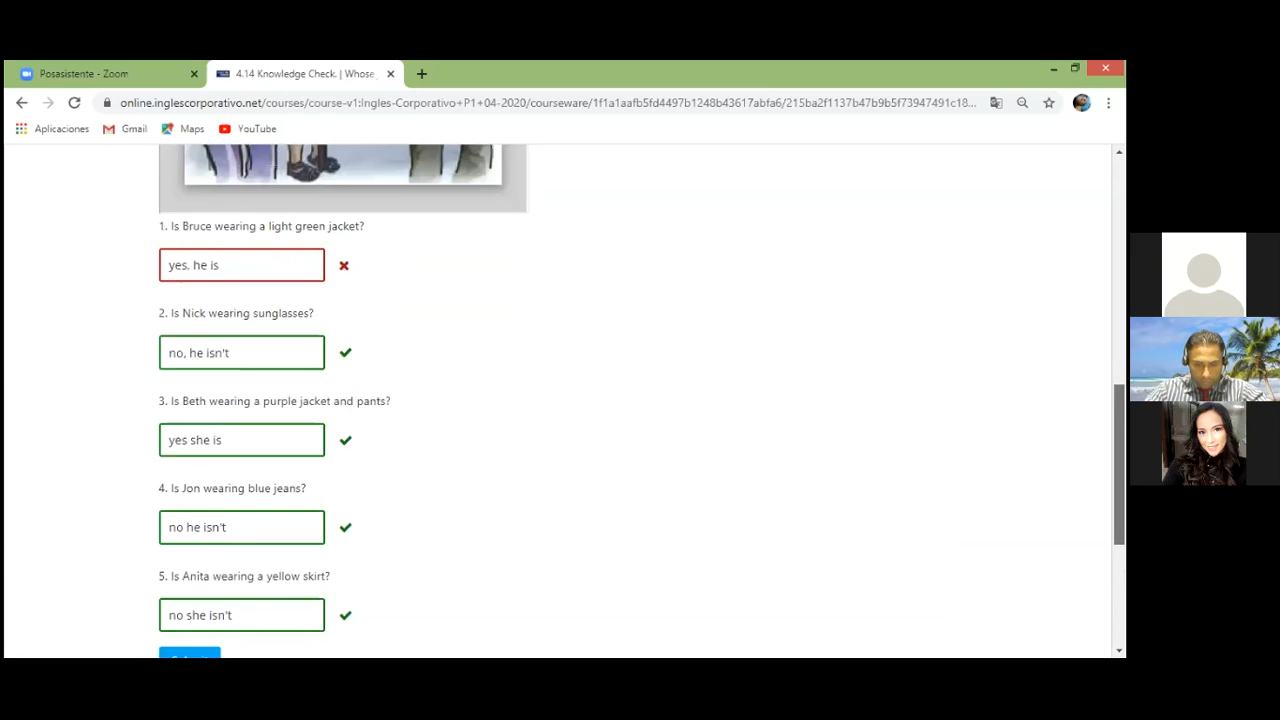 Posasistente - Zoom
4.14 Knowledge Check. | Whose
online.inglescorporativo.net/courses/course-v1:Ingles-Corporativo+P1+04-2020/courseware/1f1a1aafb5fd4497b1248b43617abfa6/215ba2f1137b47b9b5f73947491c18...
Aplicaciones Gmail Maps YouTube
1. Is Bruce wearing a light green jacket?
yes. he is
2. Is Nick wearing sunglasses?
no, he isn't
3. Is Beth wearing a purple jacket and pants?
yes she is
4. Is Jon wearing blue jeans?
no he isn't
5. Is Anita wearing a yellow skirt?
no she isn't